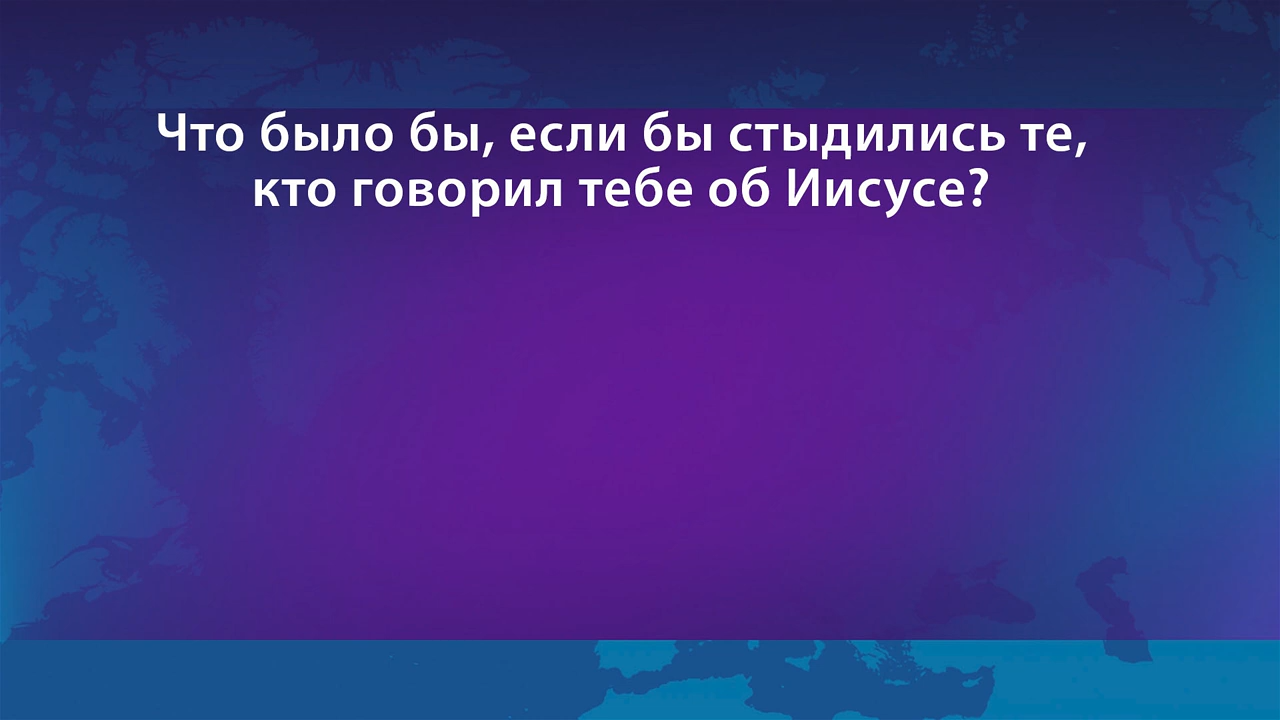 Что было бы, если бы стыдились те,
кто говорил тебе об Иисусе?